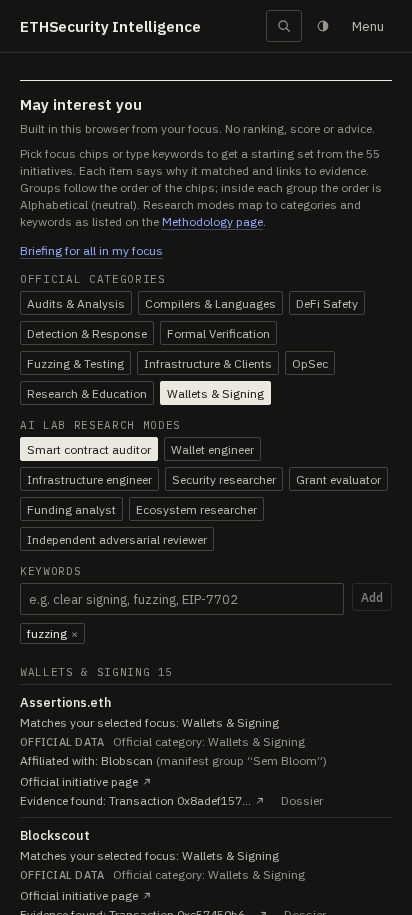 ETHSecurity Intelligence
Menu
May interest you
Built in this browser from your focus. No ranking, score or advice.
Pick focus chips or type keywords to get a starting set from the 55
initiatives. Each item says why it matched and links to evidence.
Groups follow the order of the chips; inside each group the order is
Alphabetical (neutral). Research modes map to categories and
keywords as listed on the Methodology page.
Briefing for all in my focus
OFFICIAL CATEGORIES
Audits & Analysis Compilers & Languages DeFi Safety
Detection & Response Formal Verification
Fuzzing & Testing Infrastructure & Clients OpSec
Research & Education Wallets & Signing
AI LAB RESEARCH MODES
Smart contract auditor Wallet engineer
Infrastructure engineer Security researcher Grant evaluator
Funding analyst Ecosystem researcher
Independent adversarial reviewer
KEYWORDS
e.g. clear signing, fuzzing, EIP-7702 Add
fuzzing ×
WALLETS & SIGNING 15
Assertions.eth
Matches your selected focus: Wallets & Signing
OFFICIAL DATA Official category: Wallets & Signing
Affiliated with: Blobscan (manifest group "Sem Bloom")
Official initiative page ↗
Evidence found: Transaction 0x8adef157… ↗ Dossier
Blockscout
Matches your selected focus: Wallets & Signing
OFFICIAL DATA Official category: Wallets & Signing
Official initiative page ↗
Evidence found: Transaction Dossier